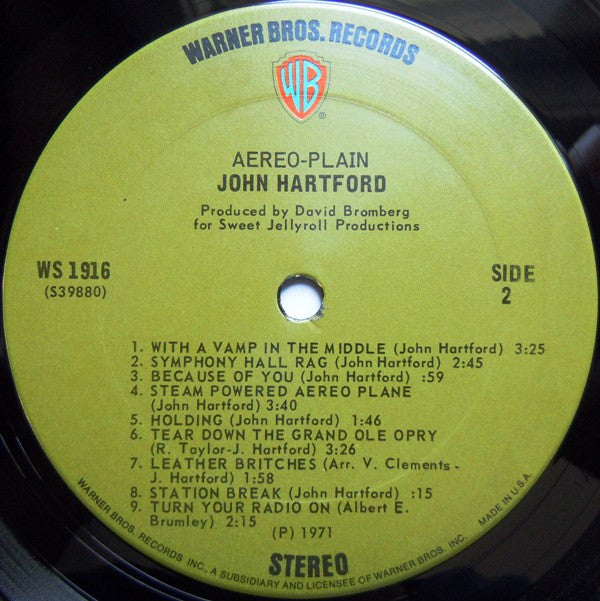 WARNER BROS. RECORDS
WB
®
AEREO-PLAIN
JOHN HARTFORD
Produced by David Bromberg
for Sweet Jellyroll Productions
WS 1916
(S39880)
SIDE
2
1. WITH A VAMP IN THE MIDDLE (John Hartford) 3:25
2. SYMPHONY HALL RAG (John Hartford) 2:45
3. BECAUSE OF YOU (John Hartford) :59
4. STEAM POWERED AEREO PLANE
(John Hartford) 3:40
5. HOLDING (John Hartford) 1:46
6. TEAR DOWN THE GRAND OLE OPRY
(R. Taylor-J. Hartford) 3:26
7. LEATHER BRITCHES (Arr. V. Clements -
J. Hartford) 1:58
8. STATION BREAK (John Hartford) :15
9. TURN YOUR RADIO ON (Albert E.
Brumley) 2:15
(P) 1971
STEREO
WARNER BROS. RECORDS INC., A SUBSIDIARY AND LICENSEE OF WARNER BROS. INC. MADE IN U.S.A.